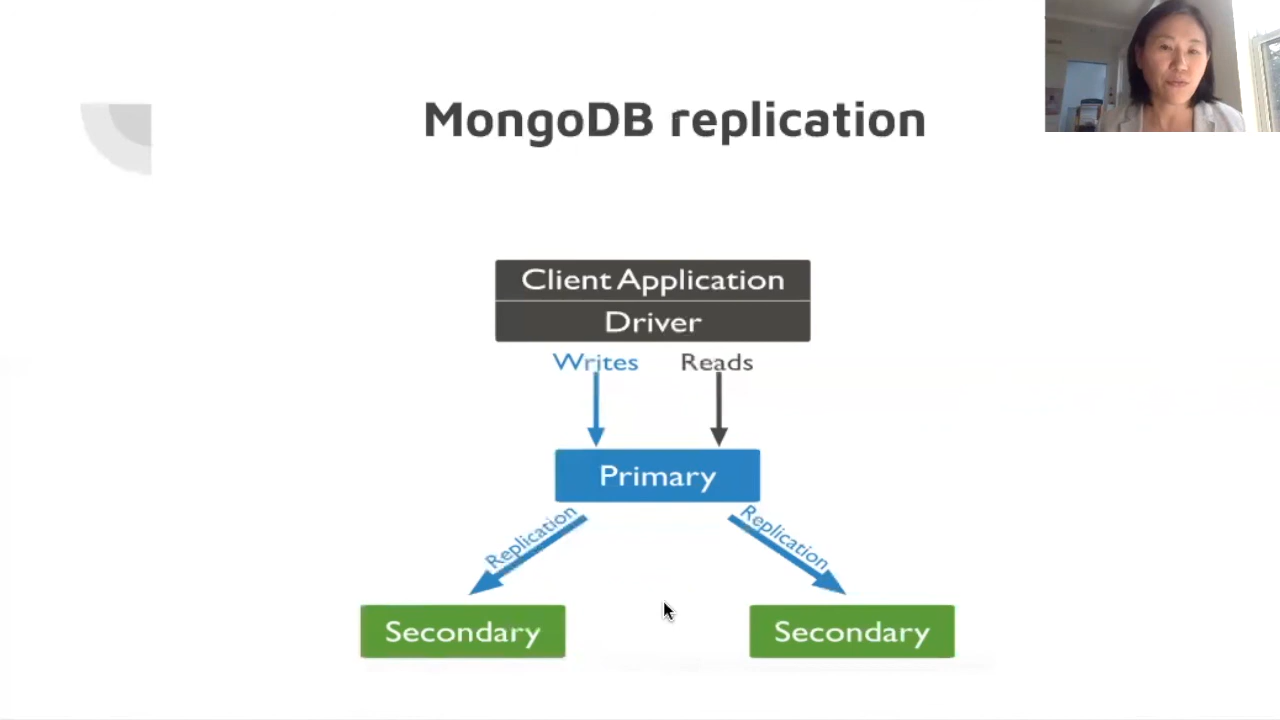 MongoDB replication
Client Application
Driver
Writes
Reads
Primary
Replication
Replication
Secondary
Secondary